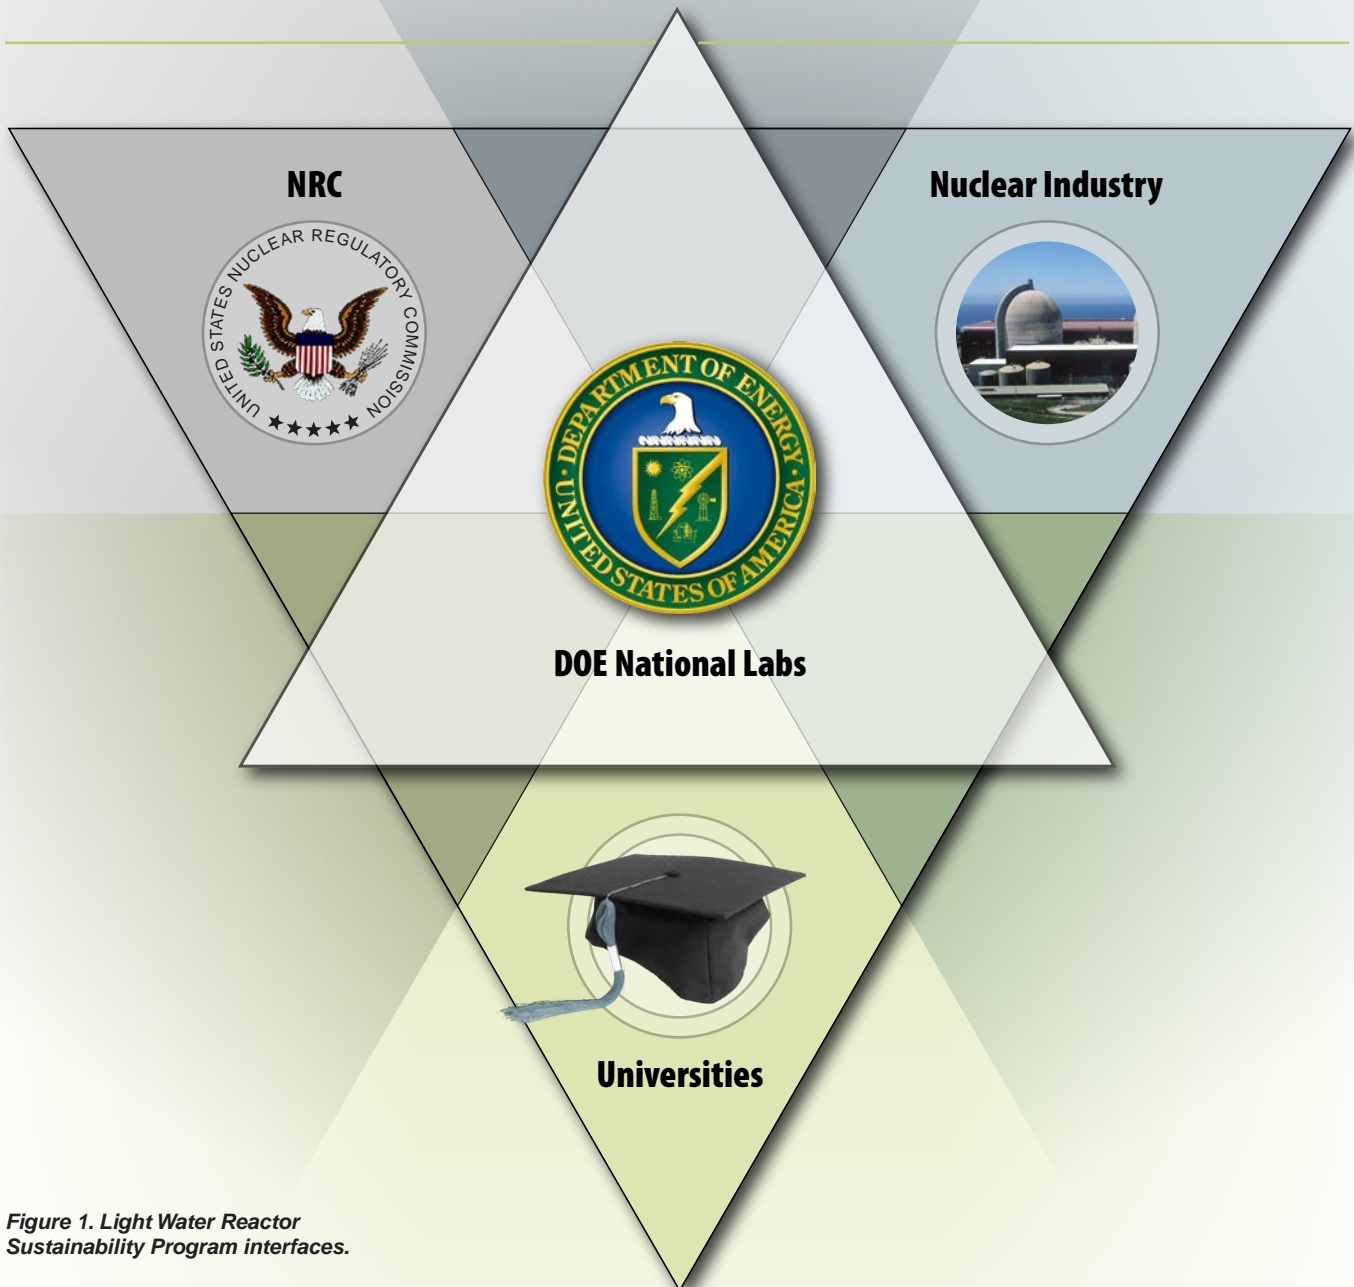 NRC
Nuclear Industry
UNITED STATES NUCLEAR REGULATORY COMMISSION
DEPARTMENT OF ENERGY
UNITED STATES OF AMERICA
DOE National Labs
Universities
Figure 1. Light Water Reactor
Sustainability Program interfaces.